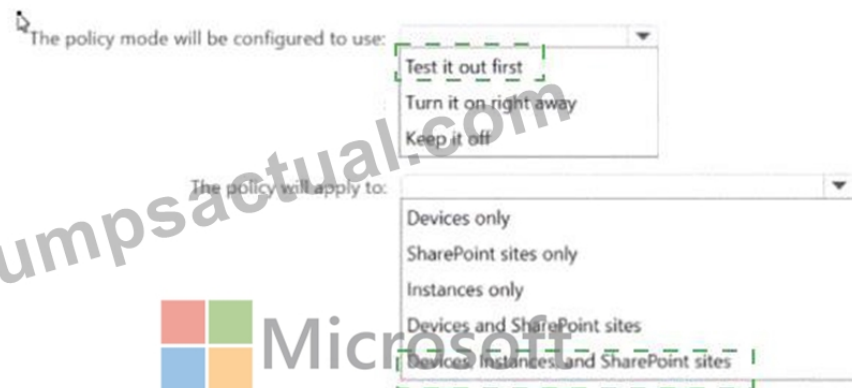 The policy mode will be configured to use:
Test it out first
Turn it on right away
Keep it off
The policy will apply to:
Devices only
SharePoint sites only
Instances only
Devices and SharePoint sites
Devices, Instances, and SharePoint sites
umpsactual.com
Microsoft